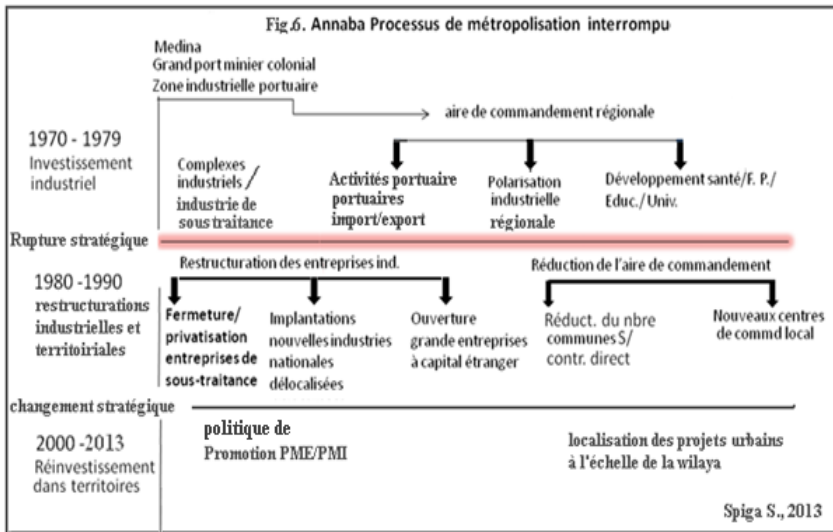 Fig.6. Annaba Processus de métropolisation interrompu
Medina
Grand port minier colonial
Zone industrielle portuaire
aire de commandement régionale
1970 - 1979
Investissement
industriel
Complexes
industriels /
industrie de
sous traitance
Activités portuaire
portuaires
import/export
Polarisation
industrielle
régionale
Développement santé/F. P./
Educ./Univ.
Rupture stratégique
1980 -1990
restructurations
industrielles et
territoiriales
Restructuration des entreprises ind.
Réduction de l'aire de commandement
Fermeture/
privatisation
entreprises de
sous-traitance
Implantations
nouvelles industries
nationales
délocalisées
Ouverture
grande entreprises
à capital étranger
Réduct. du nbre
communes S/
contr. direct
Nouveaux centres
de commd local
changement stratégique
2000 -2013
Réinvestissement
dans territoires
politique de
Promotion PME/PMI
localisation des projets urbains
à l'échelle de la wilaya
Spiga S., 2013